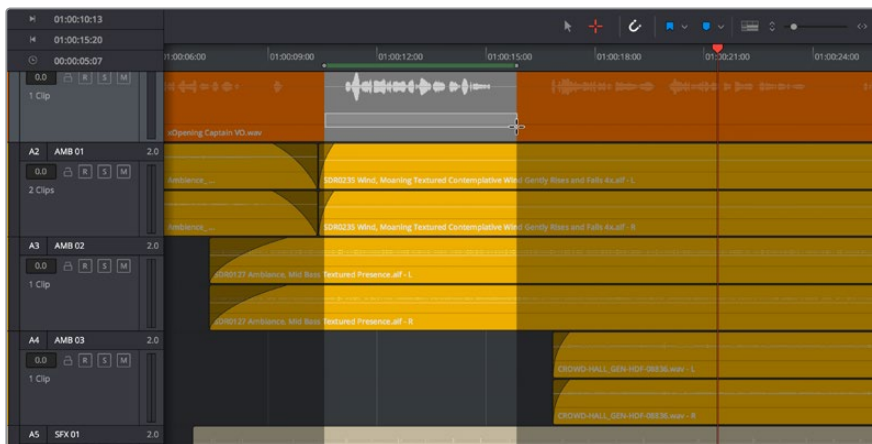 01:00:10:13
01:00:15:20
00:00:05:07
01:00:06:00 01:00:09:00 01:00:12:00 01:00:15:00 01:00:18:00 01:00:21:00 01:00:24:00
0.0 R S M
1 Clip
xOpening Captain VO.wav
A2 AMB 01 2.0
0.0 R S M
Ambience_ ... SDR0235 Wind, Moaning Textured Contemplative Wind Gently Rises and Falls 4a.aif - L
2 Clips
Ambience_ ... SDR0235 Wind, Moaning Textured Contemplative Wind Gently Rises and Falls 4a.aif - R
A3 AMB 02 2.0
0.0 R S M
SDR0127 Ambiance, Mid Bass Textured Presence.aif - L
1 Clip
SDR0127 Ambiance, Mid Bass Textured Presence.aif - R
A4 AMB 03 2.0
0.0 R S M
CROWD-HALL_GEN-HDF-08836.wav - L
1 Clip
CROWD-HALL_GEN-HDF-08836.wav - R
A5 SFX 01 2.0